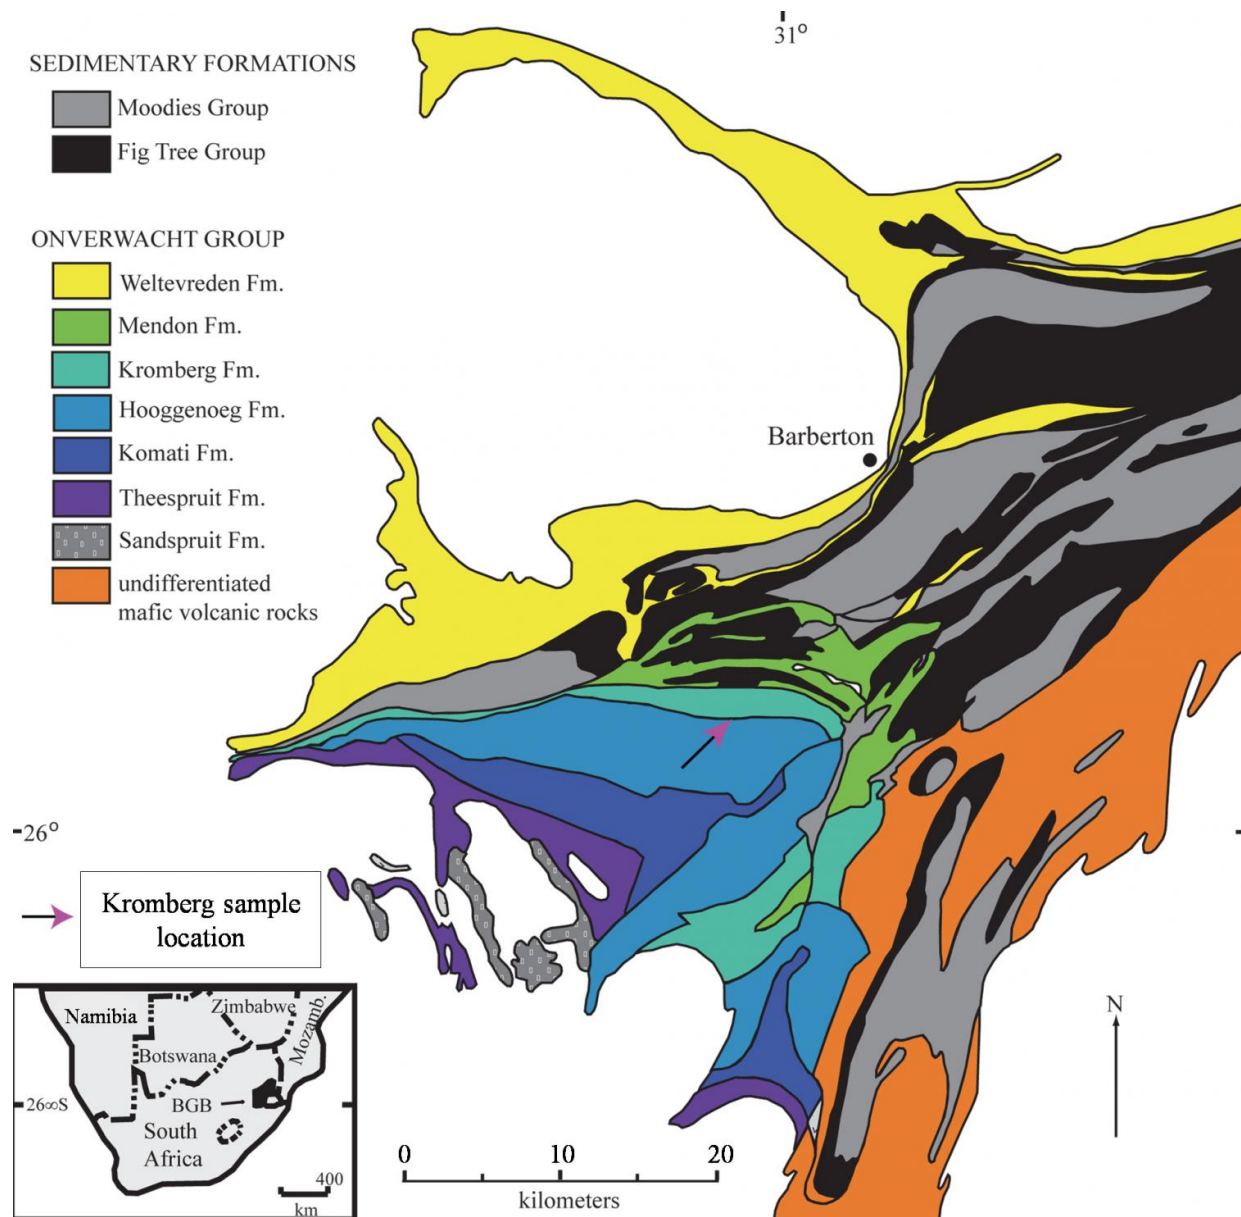 31°
SEDIMENTARY FORMATIONS
Moodies Group
Fig Tree Group
ONVERWACHT GROUP
Weltevreden Fm.
Mendon Fm.
Kromberg Fm.
Hooggenoeg Fm.
Komati Fm.
Theespruit Fm.
Sandspruit Fm.
undifferentiated
mafic volcanic rocks
Barberton
26°
Kromberg sample
location
Namibia
Zimbabwe
Mozamb.
Botswana
26∞S
BGB
South
Africa
400
km
0 10 20
kilometers
N